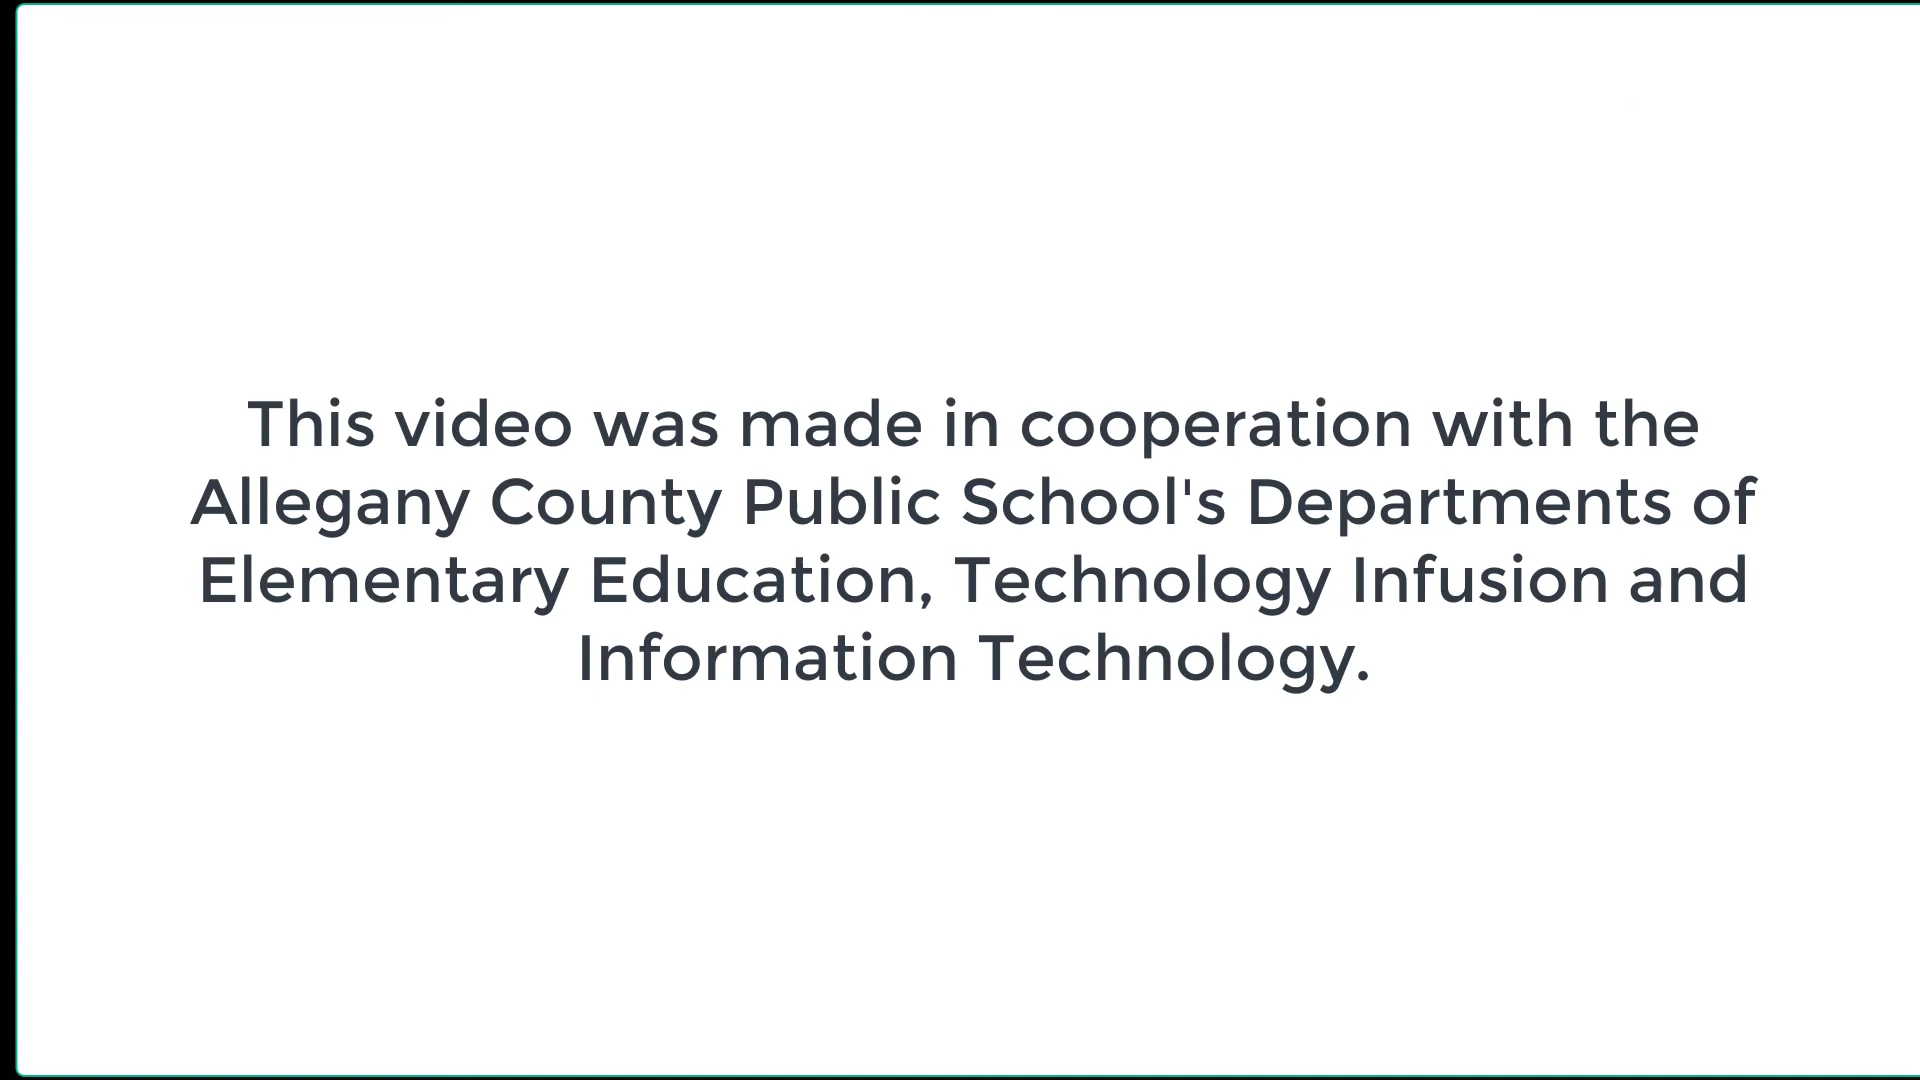 This video was made in cooperation with the
Allegany County Public School's Departments of
Elementary Education, Technology Infusion and
Information Technology.